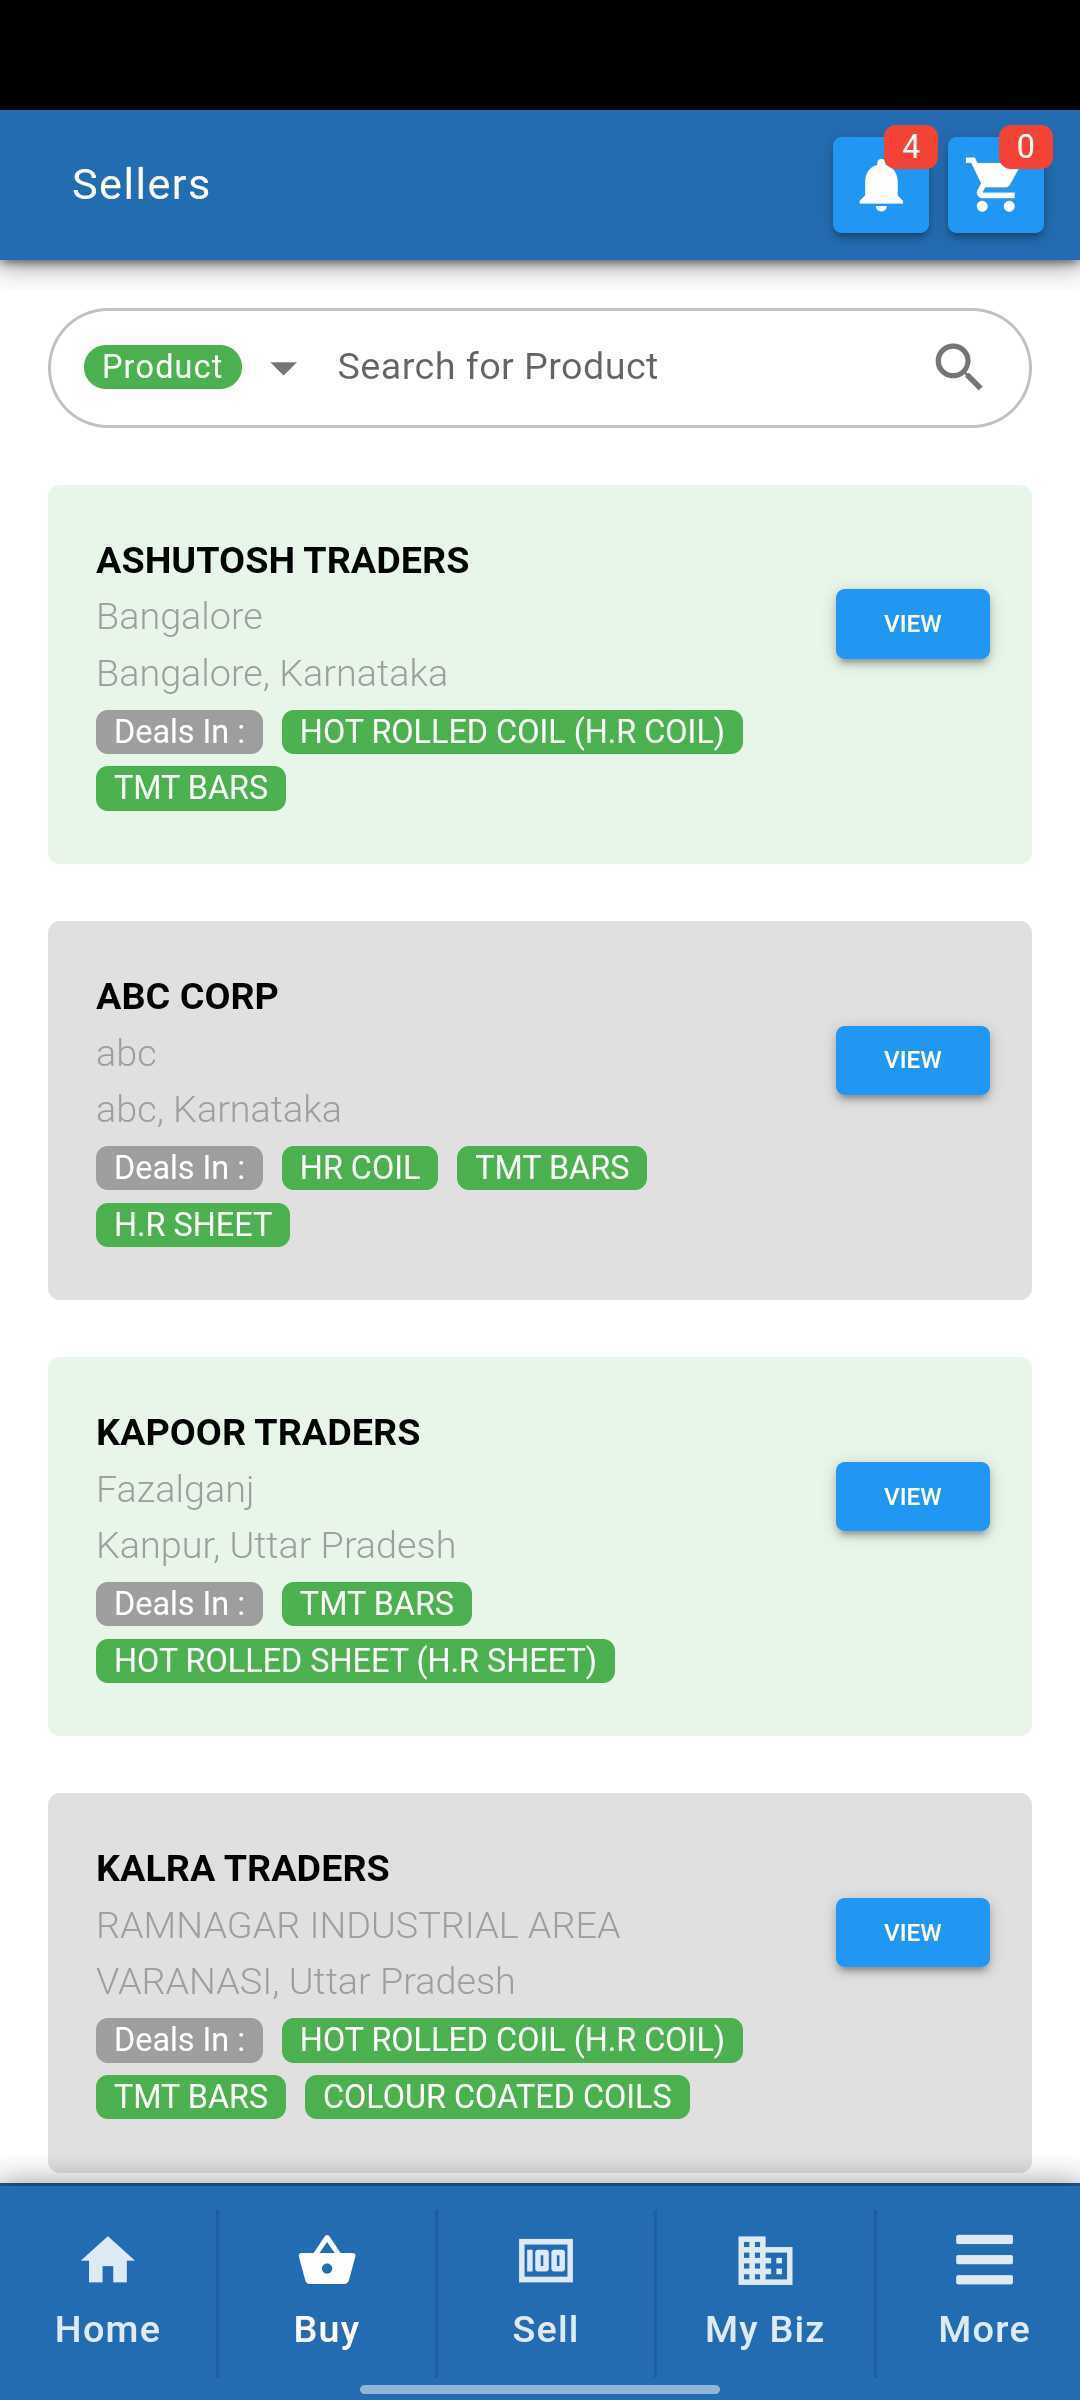 Sellers
4
0
Product
Search for Product
ASHUTOSH TRADERS
Bangalore
VIEW
Bangalore, Karnataka
Deals In : HOT ROLLED COIL (H.R COIL)
TMT BARS
ABC CORP
abc
VIEW
abc, Karnataka
Deals In : HR COIL TMT BARS
H.R SHEET
KAPOOR TRADERS
Fazalganj
VIEW
Kanpur, Uttar Pradesh
Deals In : TMT BARS
HOT ROLLED SHEET (H.R SHEET)
KALRA TRADERS
RAMNAGAR INDUSTRIAL AREA
VIEW
VARANASI, Uttar Pradesh
Deals In : HOT ROLLED COIL (H.R COIL)
TMT BARS COLOUR COATED COILS
100
Home Buy Sell My Biz More